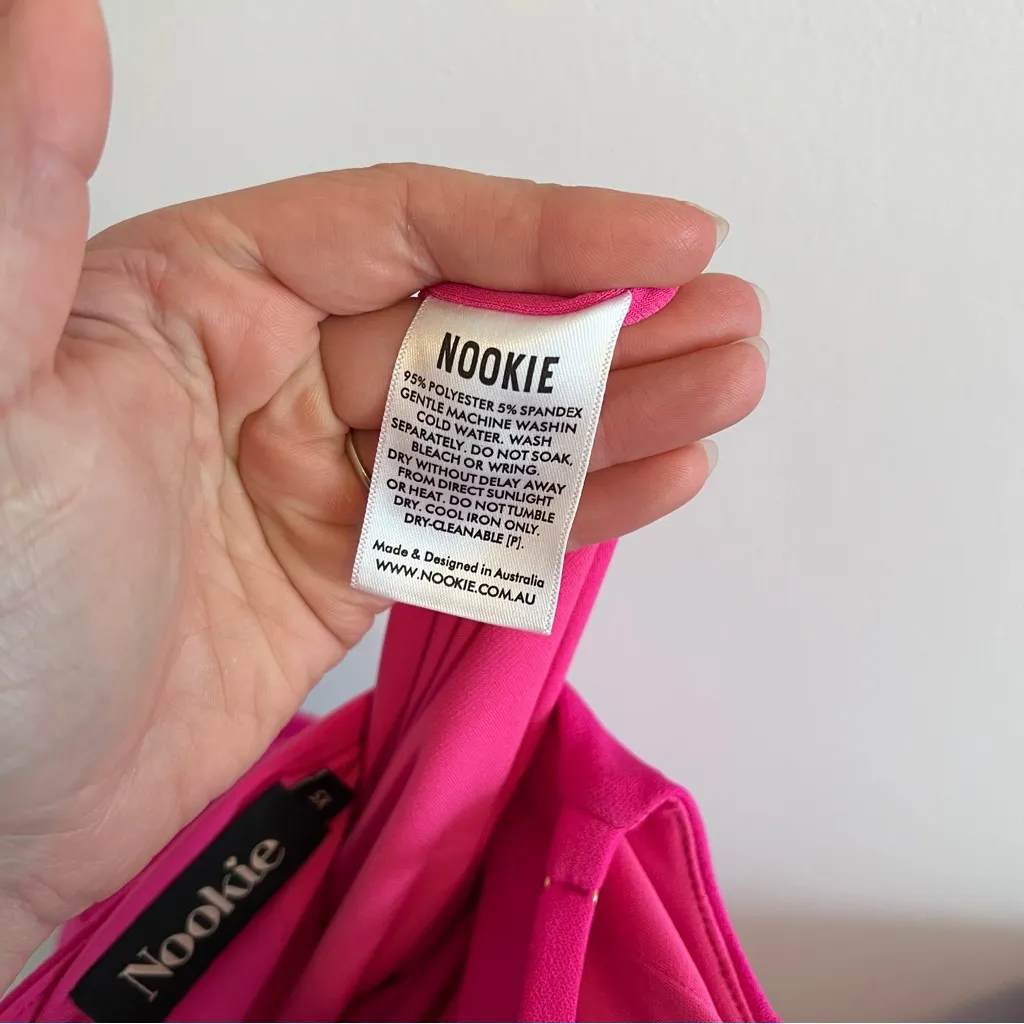 NOOKIE
95% POLYESTER 5% SPANDEX
GENTLE MACHINE WASHIN
COLD WATER. WASH
SEPARATELY. DO NOT SOAK,
BLEACH OR WRING.
DRY WITHOUT DELAY AWAY
FROM DIRECT SUNLIGHT
OR HEAT. DO NOT TUMBLE
DRY. COOL IRON ONLY.
DRY-CLEANABLE [P].
Made & Designed in Australia
WWW.NOOKIE.COM.AU
Nookie
XS